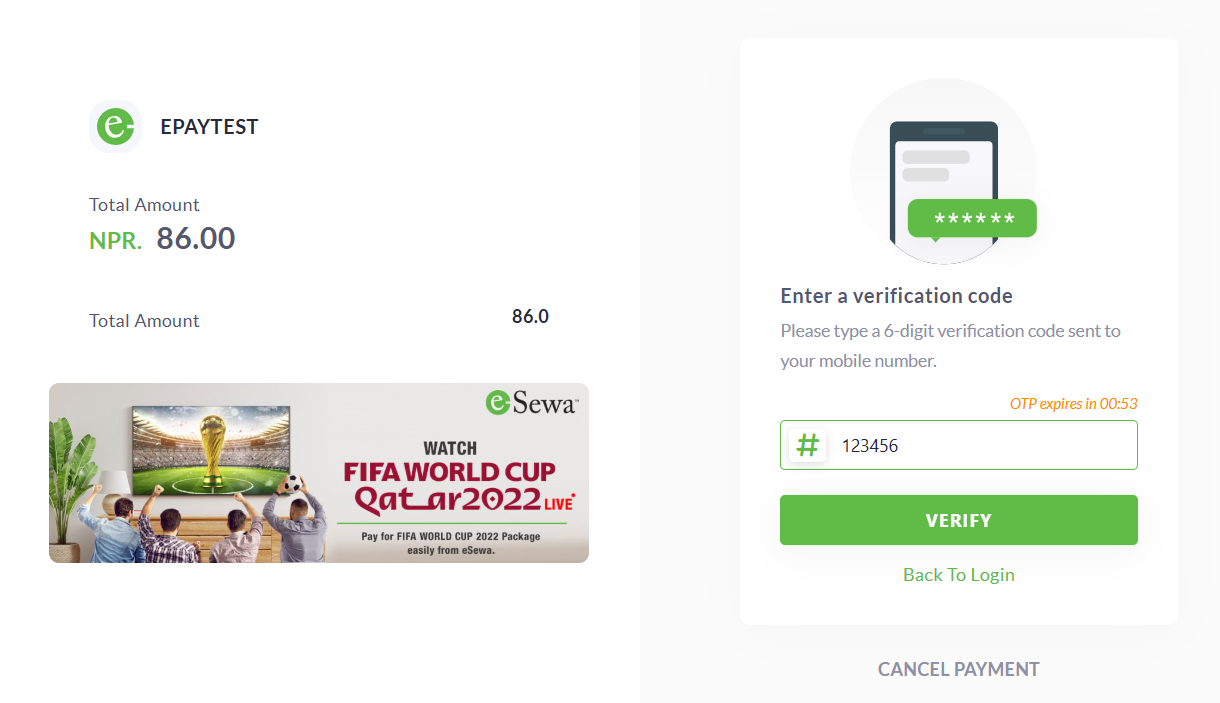 EPAYTEST
Total Amount
NPR. 86.00
Total Amount 86.0
eSewa™
WATCH
FIFA WORLD CUP
Qatar2022 LIVE
Pay for FIFA WORLD CUP 2022 Package
easily from eSewa.
******
Enter a verification code
Please type a 6-digit verification code sent to
your mobile number.
OTP expires in 00:53
# 123456
VERIFY
Back To Login
CANCEL PAYMENT